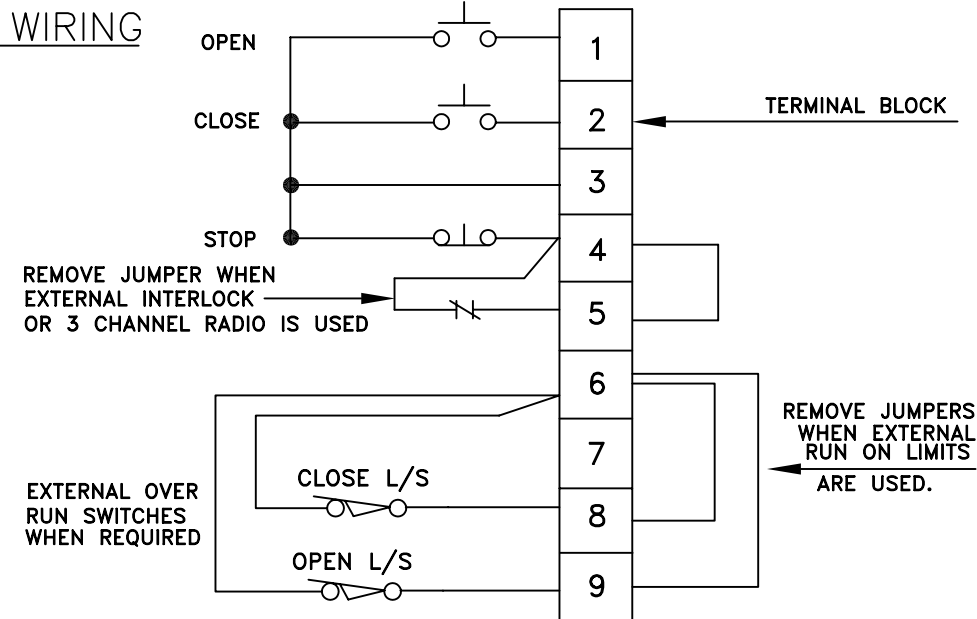 WIRING
OPEN
1
CLOSE
2
TERMINAL BLOCK
3
STOP
4
REMOVE JUMPER WHEN
EXTERNAL INTERLOCK
OR 3 CHANNEL RADIO IS USED
5
6
REMOVE JUMPERS
WHEN EXTERNAL
RUN ON LIMITS
ARE USED.
7
CLOSE L/S
EXTERNAL OVER
RUN SWITCHES
WHEN REQUIRED
8
OPEN L/S
9